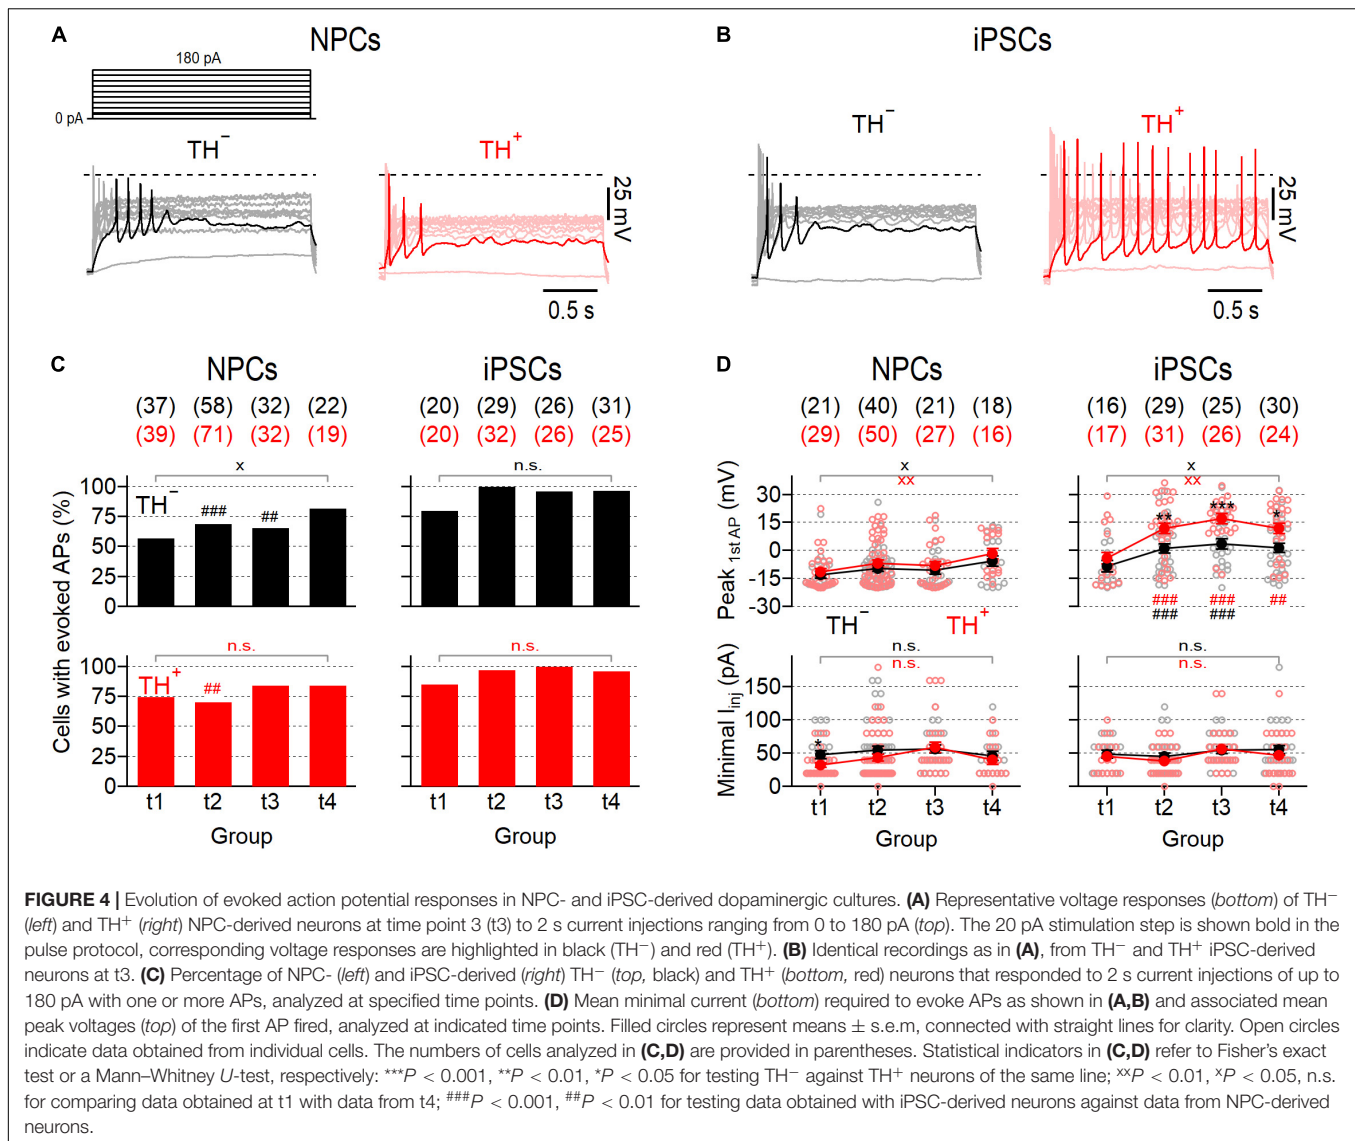 A
NPCs
180 pA
0 pA
TH−
TH+
25 mV
0.5 s
B
iPSCs
TH−
TH+
25 mV
0.5 s
C
NPCs
iPSCs
(37) (58) (32) (22)
(39) (71) (32) (19)
(20) (29) (26) (31)
(20) (32) (26) (25)
Cells with evoked APs (%)
x
n.s.
TH−
### ##
100
75
50
25
0
n.s.
TH+
##
100
75
50
25
0
t1 t2 t3 t4
t1 t2 t3 t4
Group
Group
D
NPCs
iPSCs
(21) (40) (21) (18)
(29) (50) (27) (16)
(16) (29) (25) (30)
(17) (31) (26) (24)
Peak 1st AP (mV)
x
xx
x
xx
30
15
0
-15
-30
** *** *
### ### ##
### ###
TH−
TH+
Minimal Iinj (pA)
n.s.
n.s.
n.s.
n.s.
150
100
50
0
*
t1 t2 t3 t4
t1 t2 t3 t4
Group
Group
FIGURE 4 | Evolution of evoked action potential responses in NPC- and iPSC-derived dopaminergic cultures. (A) Representative voltage responses (bottom) of TH−
(left) and TH+ (right) NPC-derived neurons at time point 3 (t3) to 2 s current injections ranging from 0 to 180 pA (top). The 20 pA stimulation step is shown bold in the
pulse protocol, corresponding voltage responses are highlighted in black (TH−) and red (TH+). (B) Identical recordings as in (A), from TH− and TH+ iPSC-derived
neurons at t3. (C) Percentage of NPC- (left) and iPSC-derived (right) TH− (top, black) and TH+ (bottom, red) neurons that responded to 2 s current injections of up to
180 pA with one or more APs, analyzed at specified time points. (D) Mean minimal current (bottom) required to evoke APs as shown in (A,B) and associated mean
peak voltages (top) of the first AP fired, analyzed at indicated time points. Filled circles represent means ± s.e.m, connected with straight lines for clarity. Open circles
indicate data obtained from individual cells. The numbers of cells analyzed in (C,D) are provided in parentheses. Statistical indicators in (C,D) refer to Fisher's exact
test or a Mann–Whitney U-test, respectively: ***P < 0.001, **P < 0.01, *P < 0.05 for testing TH− against TH+ neurons of the same line; xxP < 0.01, xP < 0.05, n.s.
for comparing data obtained at t1 with data from t4; ###P < 0.001, ##P < 0.01 for testing data obtained with iPSC-derived neurons against data from NPC-derived
neurons.